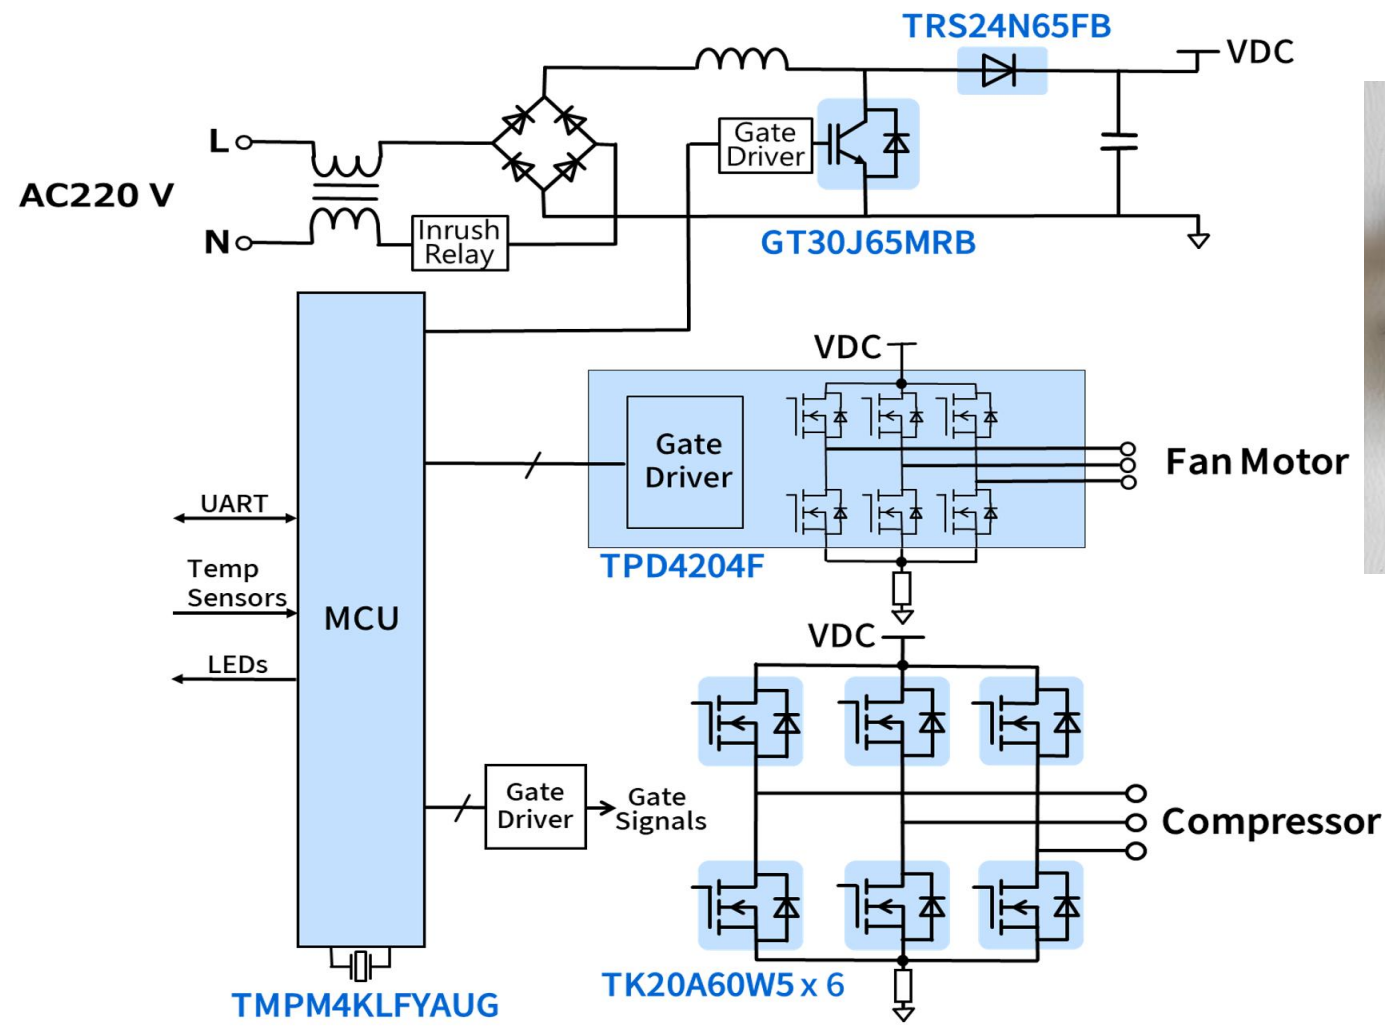 TRS24N65FB
VDC
L
Gate
Driver
AC220 V
N
Inrush
Relay
GT30J65MRB
VDC
Gate
Driver
Fan Motor
UART
TPD4204F
Temp
Sensors
MCU
VDC
LEDs
Gate
Driver
Gate
Signals
Compressor
TK20A60W5 x 6
TMPM4KLFYAUG